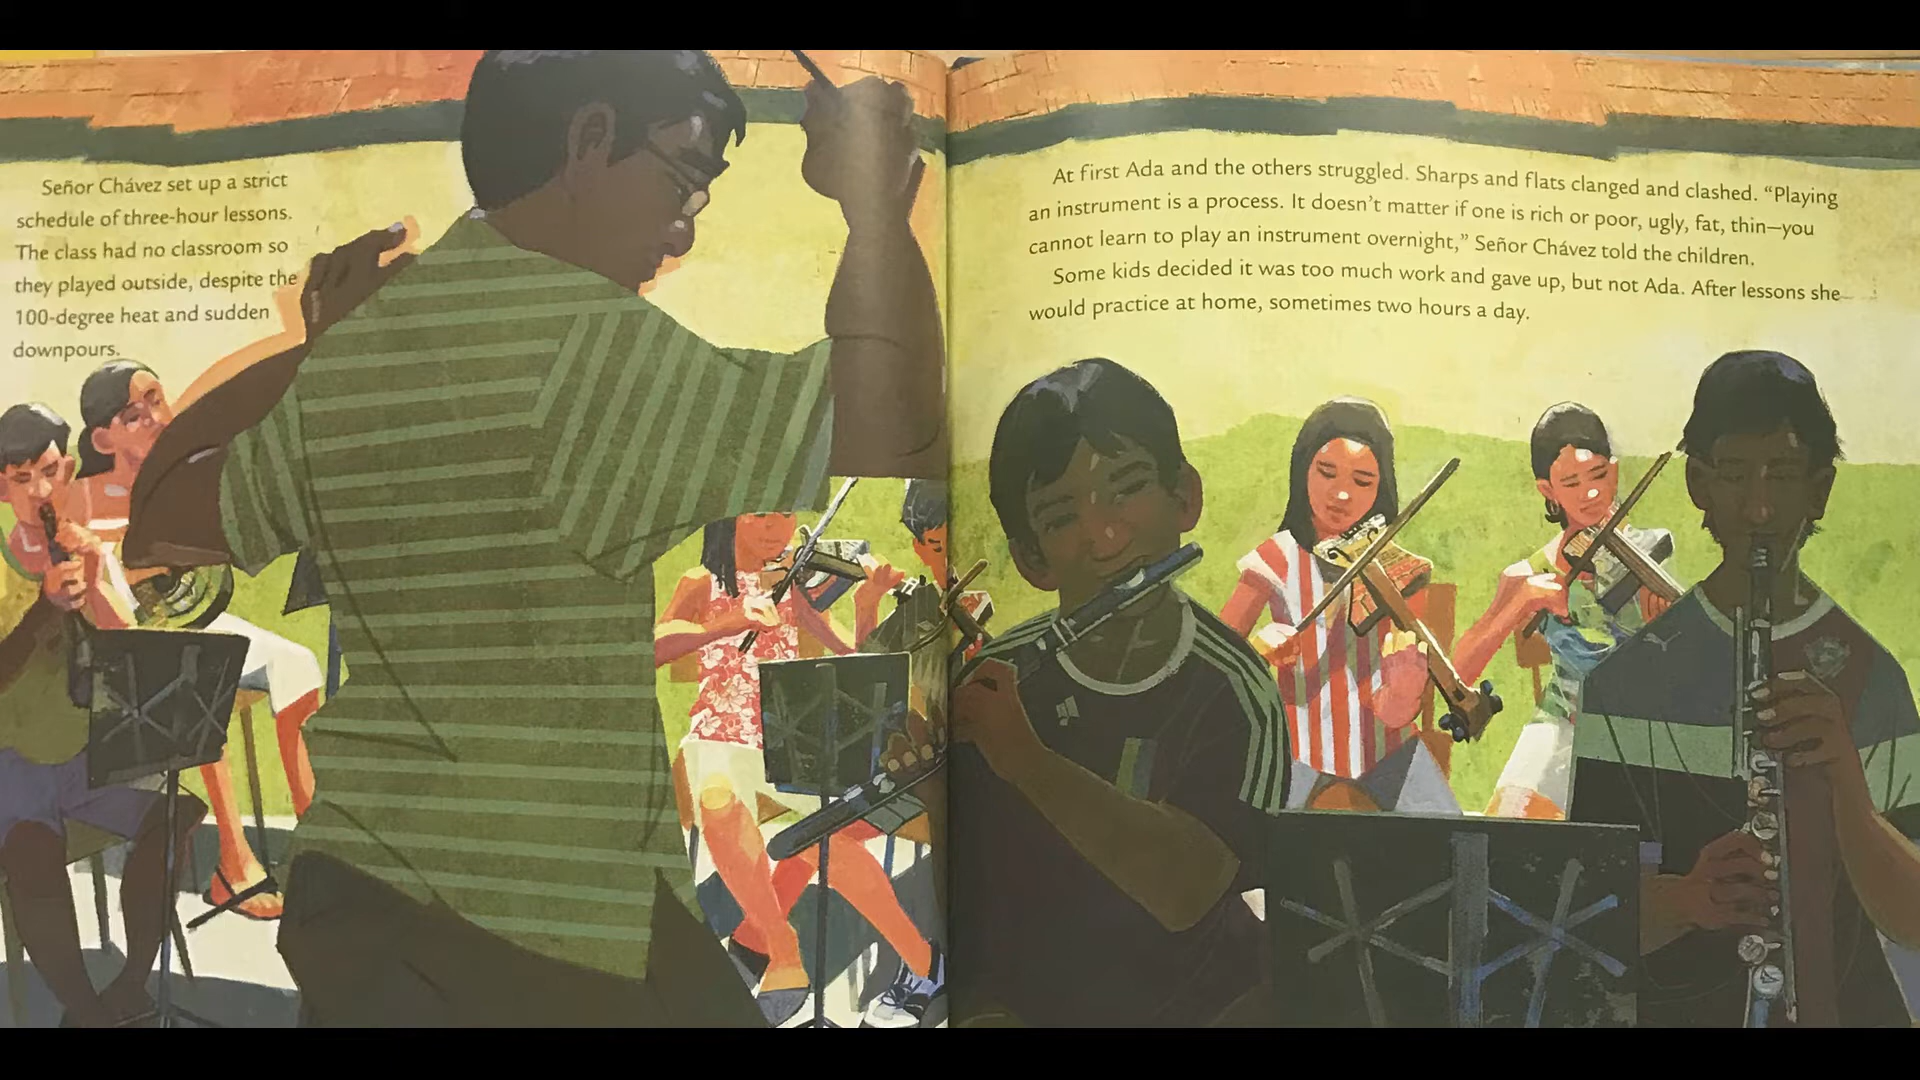 Señor Chávez set up a strict
schedule of three-hour lessons.
The class had no classroom so
they played outside, despite the
100-degree heat and sudden
downpours.
At first Ada and the others struggled. Sharps and flats clanged and clashed. “Playing
an instrument is a process. It doesn’t matter if one is rich or poor, ugly, fat, thin—you
cannot learn to play an instrument overnight,” Señor Chávez told the children.
Some kids decided it was too much work and gave up, but not Ada. After lessons she
would practice at home, sometimes two hours a day.